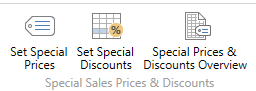 Set Special
Prices
Set Special
Discounts
Special Prices &
Discounts Overview
Special Sales Prices & Discounts